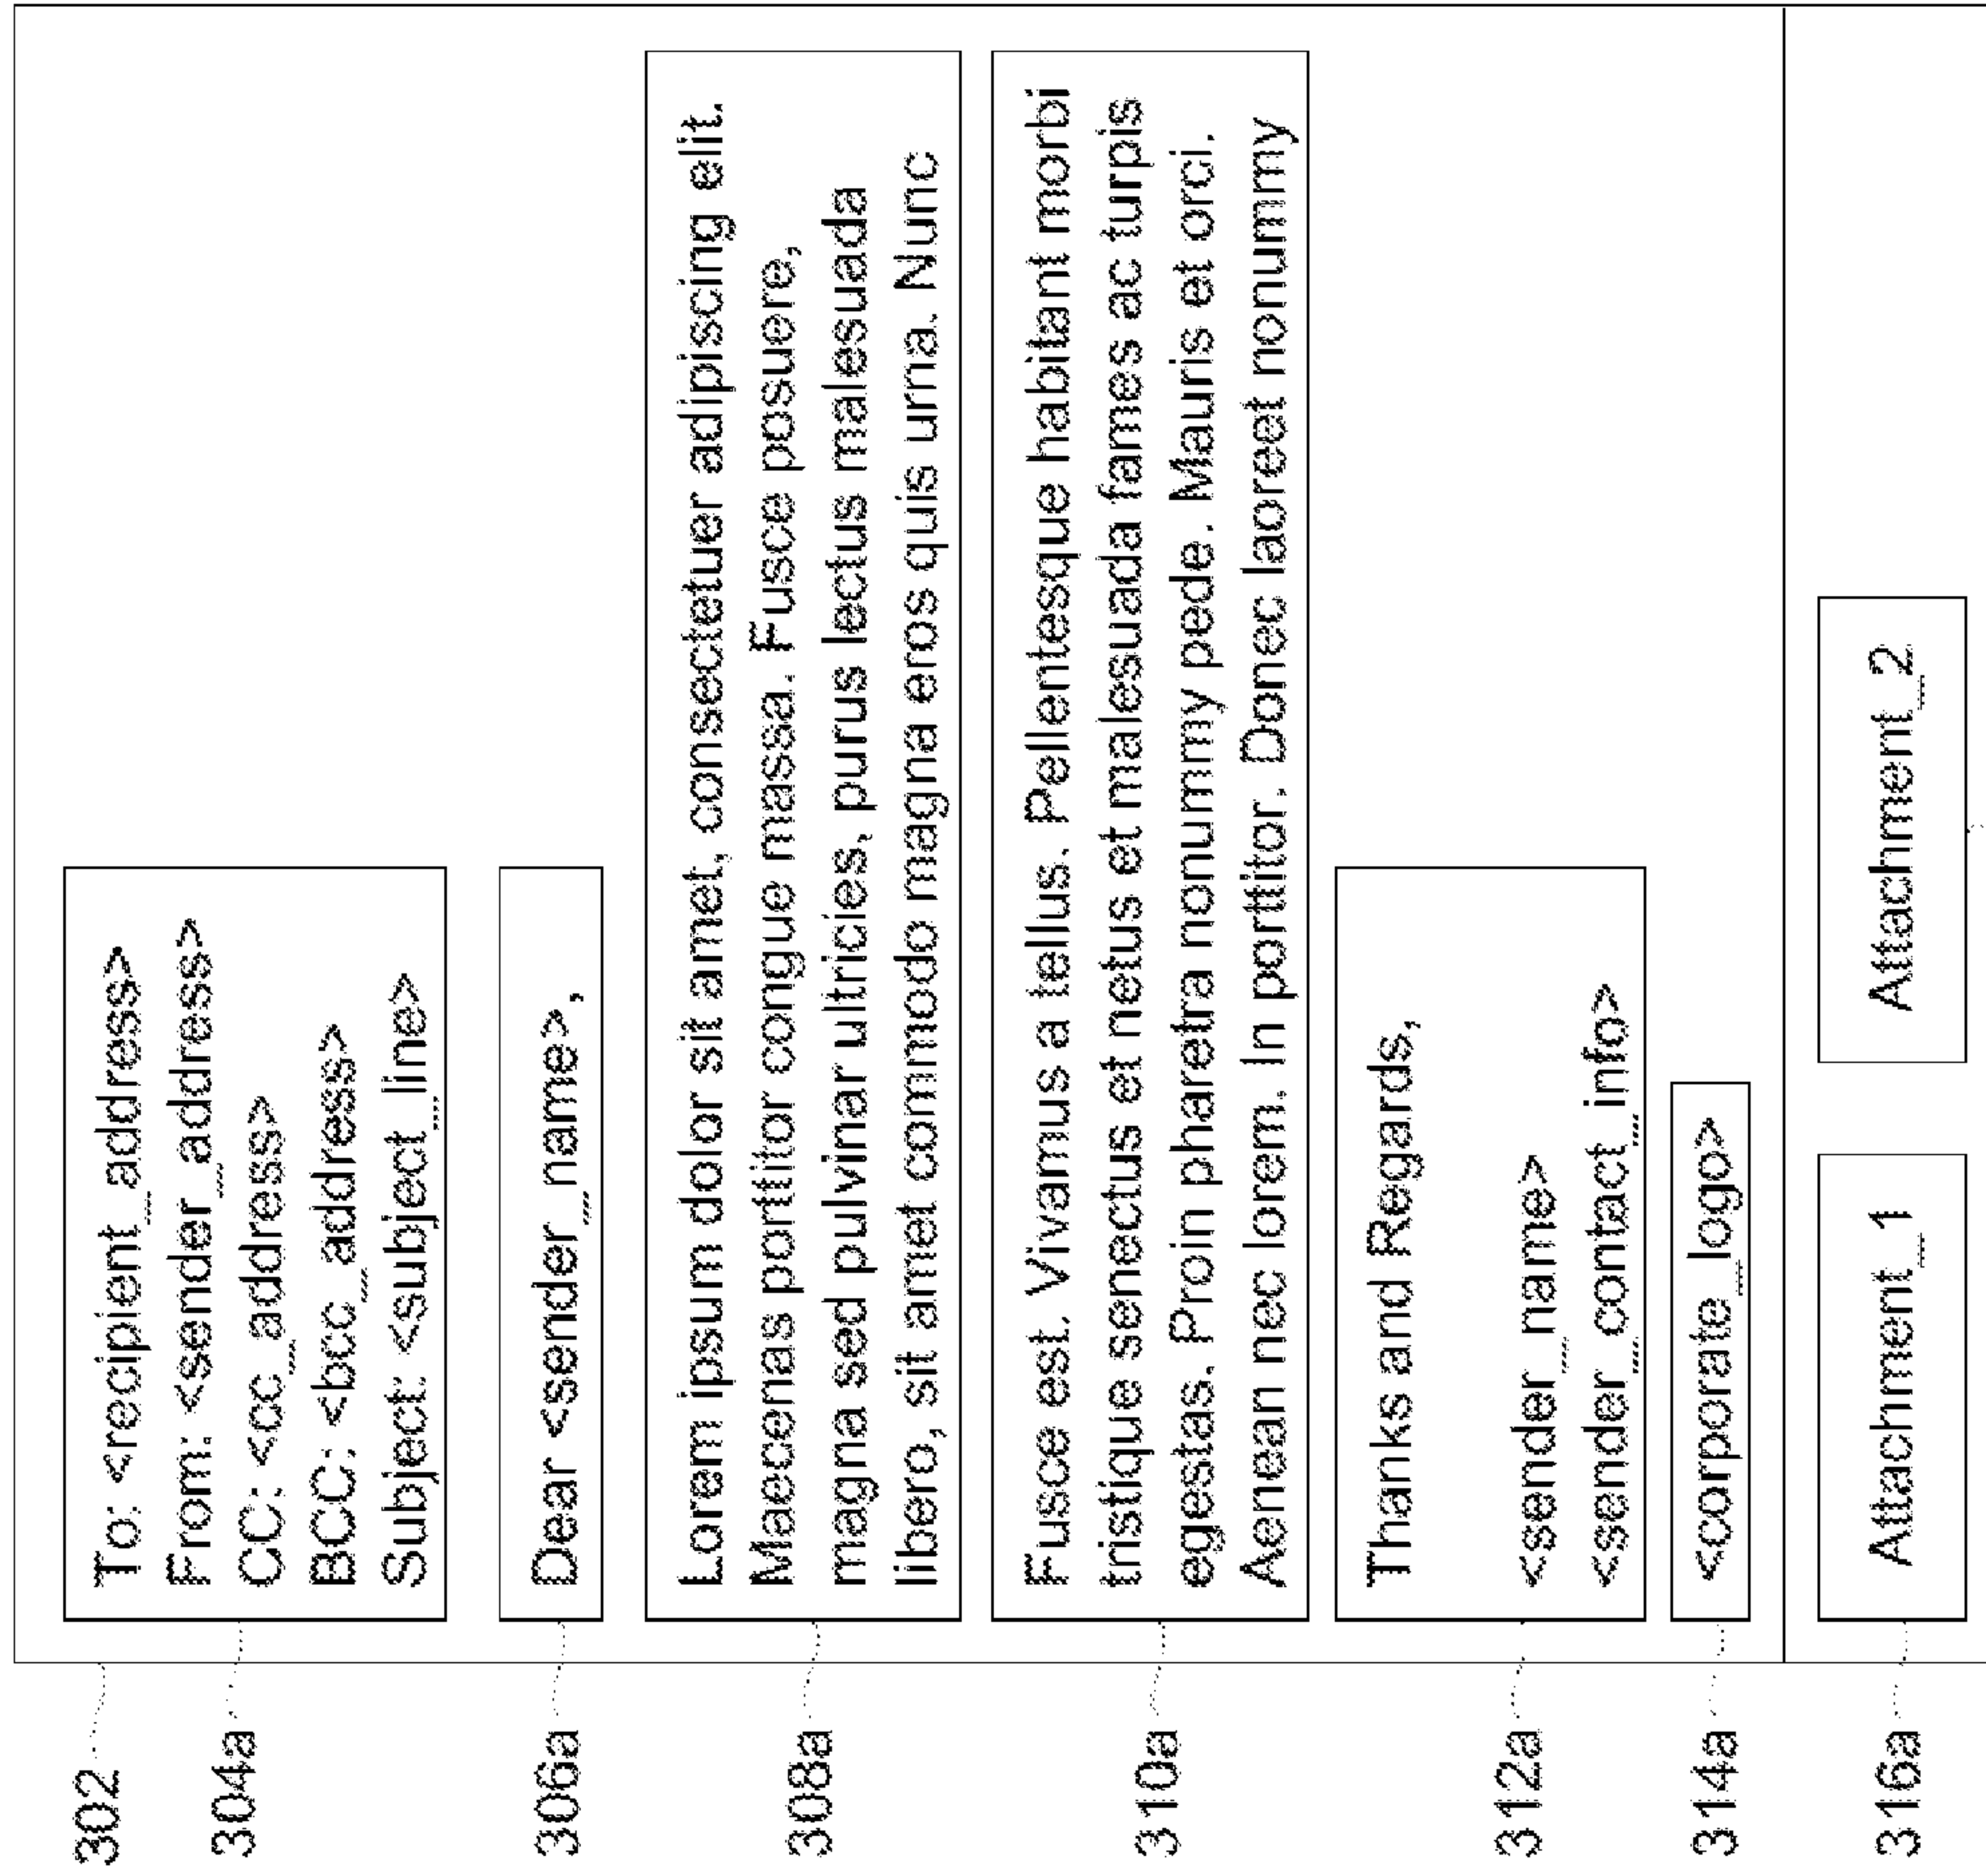 302
304a
To: <recipient_address>
From: <sender_address>
CC: <cc_address>
BCC: <bcc_address>
Subject: <subject_line>
306a
Dear <sender_name>,
308a
Lorem ipsum dolor sit amet, consectetuer adipiscing elit.
Maecenas porttitor congue massa. Fusce posuere,
magna sed pulvinar ultricies, purus lectus malesuada
libero, sit amet commodo magna eros quis urna. Nunc
310a
Fusce est. Vivamus a tellus. Pellentesque habitant morbi
tristique senectus et netus et malesuada fames ac turpis
egestas. Proin pharetra nonummy pede. Mauris et orci.
Aenean nec lorem. In porttitor. Donec laoreet nonummy
312a
Thanks and Regards,
<sender_name>
<sender_contact_info>
314a
<corporate_logo>
316a
Attachment_1
Attachment_2